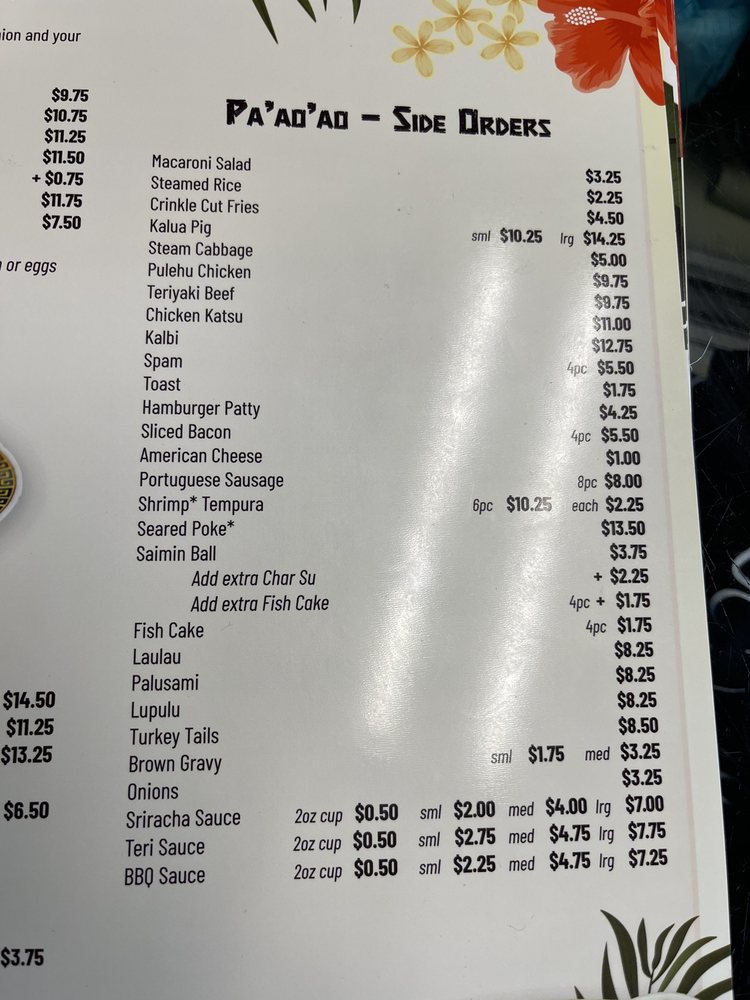 ion and your
$9.75
$10.75
$11.25
$11.50
+ $0.75
$11.75
$7.50
or eggs
$14.50
$11.25
$13.25
$6.50
$3.75
Pa'ao'ao – Side Orders
Macaroni Salad $3.25
Steamed Rice $2.25
Crinkle Cut Fries $4.50
Kalua Pig sml $10.25 lrg $14.25
Steam Cabbage $5.00
Pulehu Chicken $9.75
Teriyaki Beef $9.75
Chicken Katsu $11.00
Kalbi $12.75
Spam 4pc $5.50
Toast $1.75
Hamburger Patty $4.25
Sliced Bacon 4pc $5.50
American Cheese $1.00
Portuguese Sausage 8pc $8.00
Shrimp* Tempura 6pc $10.25 each $2.25
Seared Poke* $13.50
Saimin Ball $3.75
Add extra Char Su + $2.25
Add extra Fish Cake 4pc + $1.75
Fish Cake 4pc $1.75
Laulau $8.25
Palusami $8.25
Lupulu $8.25
Turkey Tails $8.50
Brown Gravy sml $1.75 med $3.25
Onions $3.25
Sriracha Sauce 2oz cup $0.50 sml $2.00 med $4.00 lrg $7.00
Teri Sauce 2oz cup $0.50 sml $2.75 med $4.75 lrg $7.75
BBQ Sauce 2oz cup $0.50 sml $2.25 med $4.75 lrg $7.25